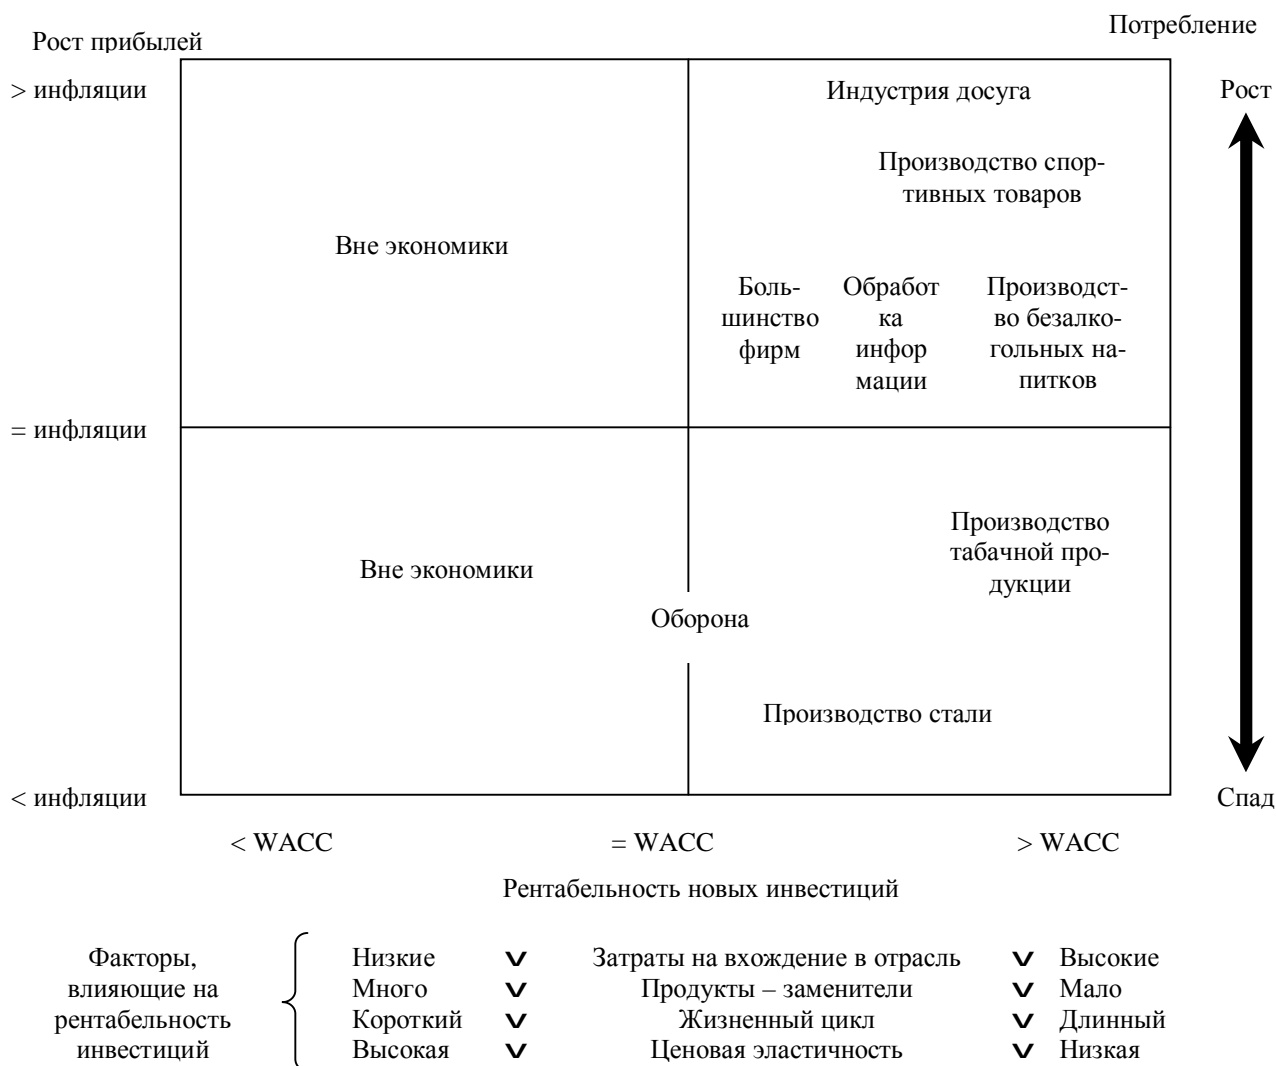 Потребление
Рост прибылей
> инфляции
Индустрия досуга
Рост
Производство спор-
тивных товаров
Вне экономики
Боль-
шинство
фирм
Обработ
ка
инфор
мации
Производст-
во безалко-
гольных на-
питков
= инфляции
Производство
табачной про-
дукции
Вне экономики
Оборона
Производство стали
< инфляции
Спад
< WACC = WACC > WACC
Рентабельность новых инвестиций
Факторы,
влияющие на
рентабельность
инвестиций
Низкие v Затраты на вхождение в отрасль v Высокие
Много v Продукты – заменители v Мало
Короткий v Жизненный цикл v Длинный
Высокая v Ценовая эластичность v Низкая